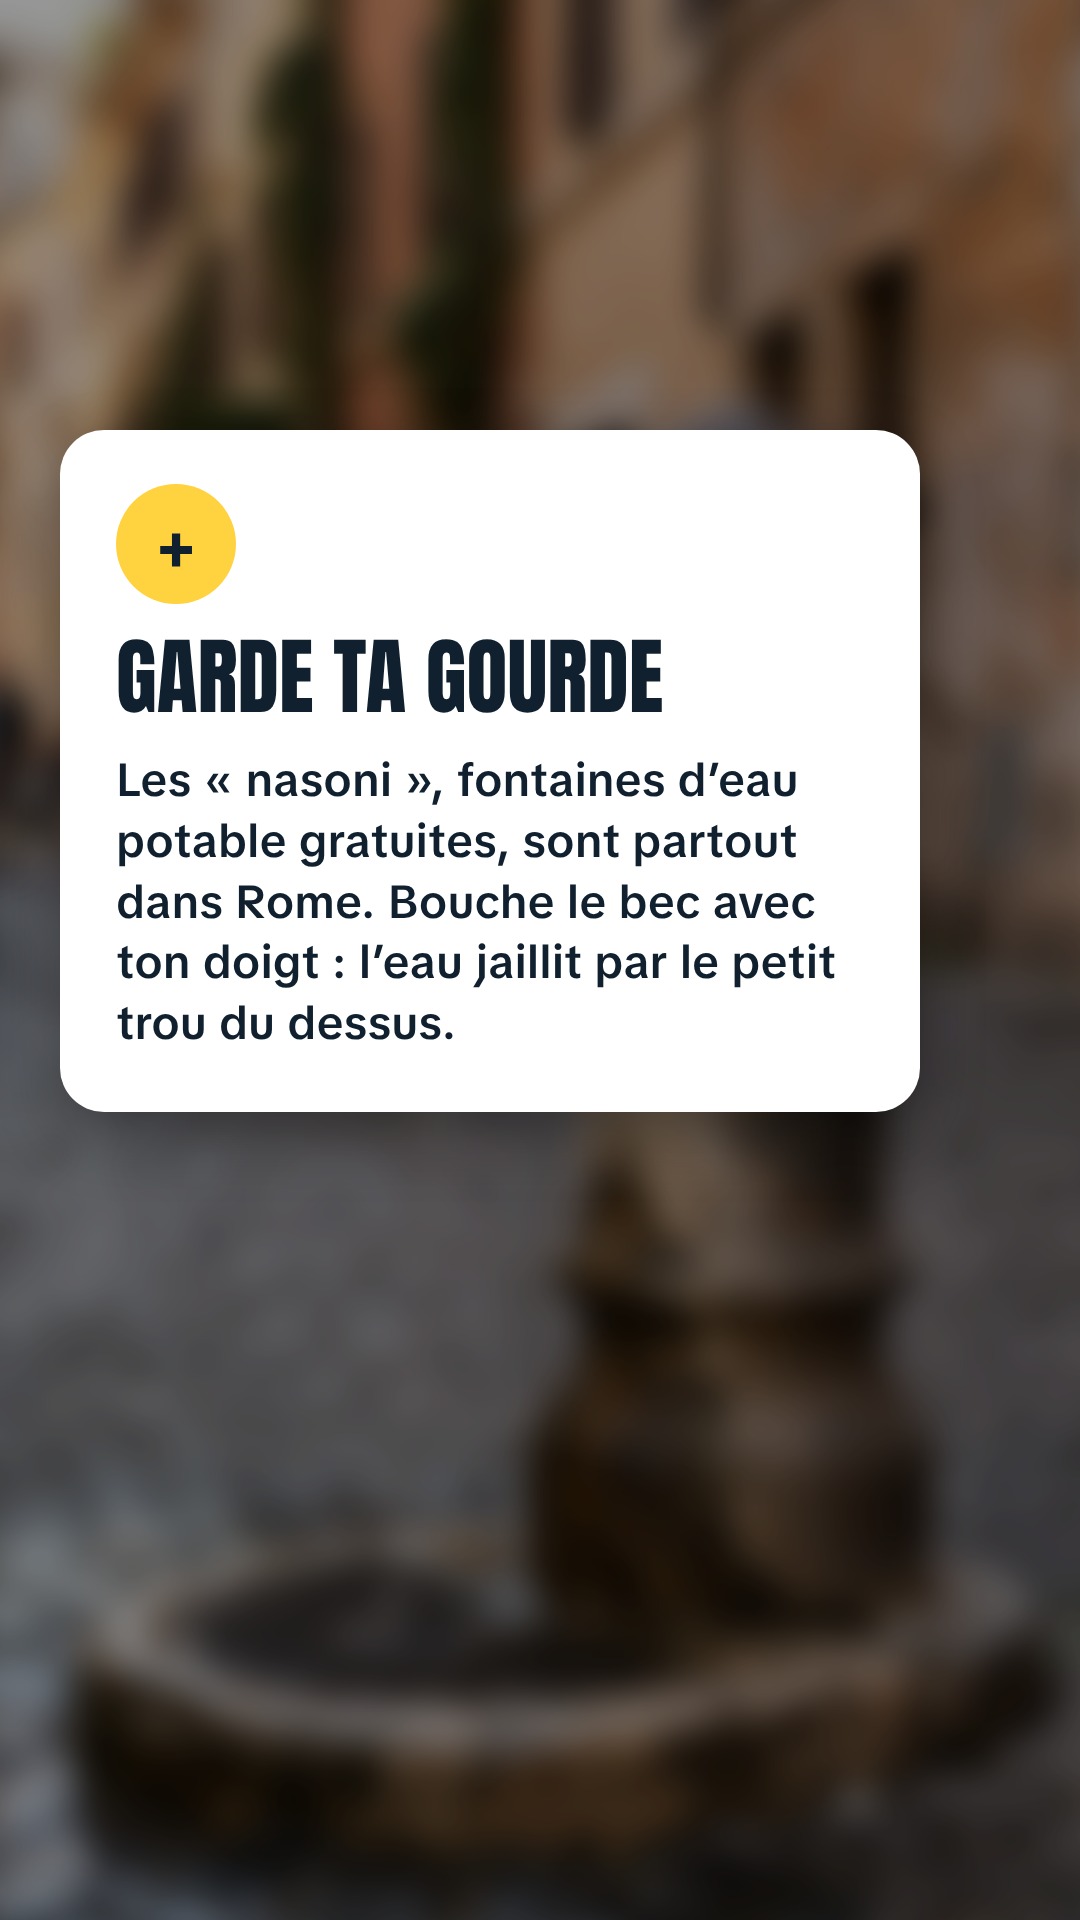 +
GARDE TA GOURDE
Les « nasoni », fontaines d’eau
potable gratuites, sont partout
dans Rome. Bouche le bec avec
ton doigt : l’eau jaillit par le petit
trou du dessus.